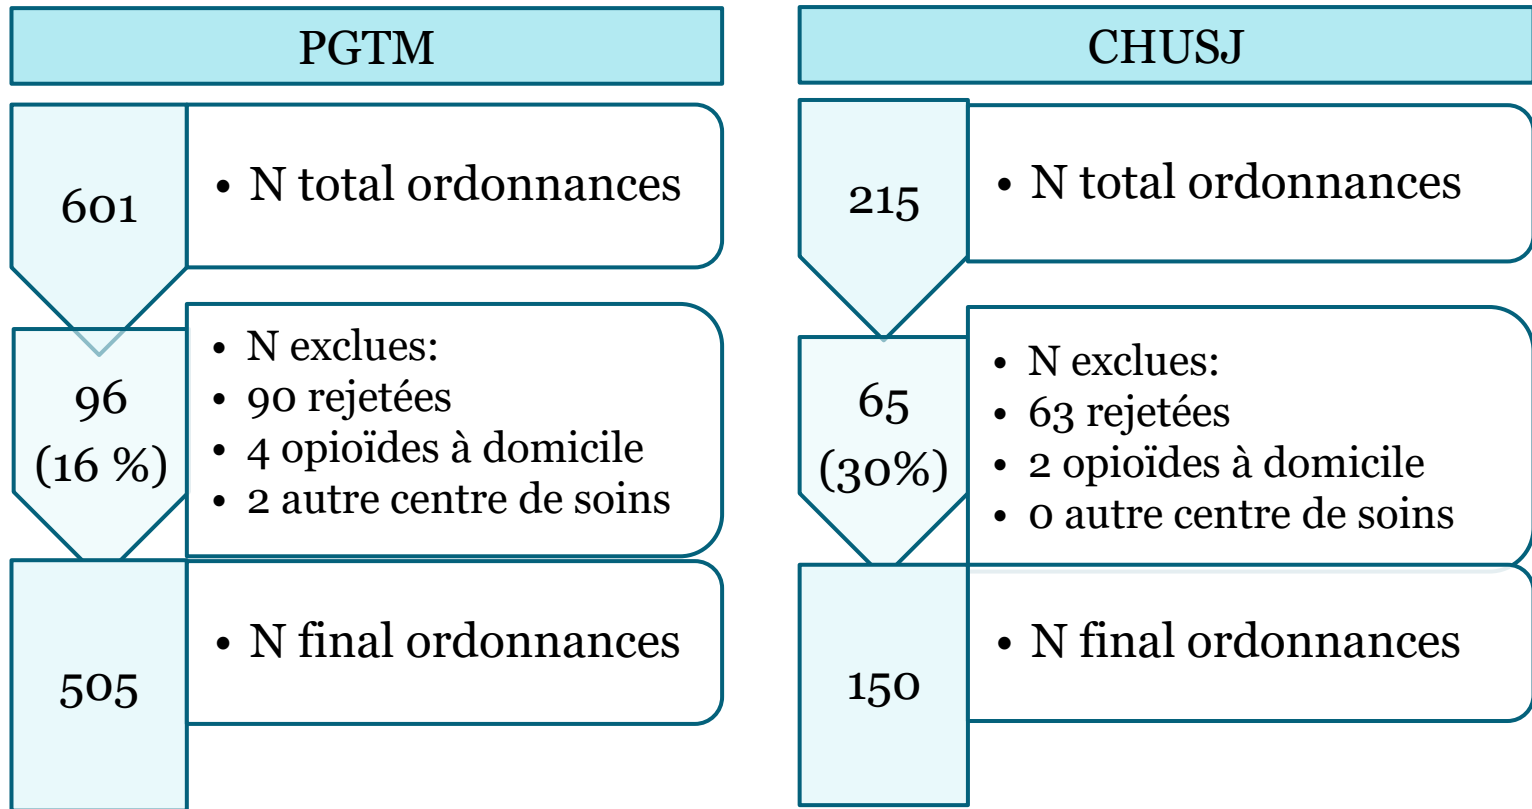 PGTM
601
• N total ordonnances
96
(16 %)
• N exclues:
• 90 rejetées
• 4 opioïdes à domicile
• 2 autre centre de soins
505
• N final ordonnances
CHUSJ
215
• N total ordonnances
65
(30%)
• N exclues:
• 63 rejetées
• 2 opioïdes à domicile
• 0 autre centre de soins
150
• N final ordonnances